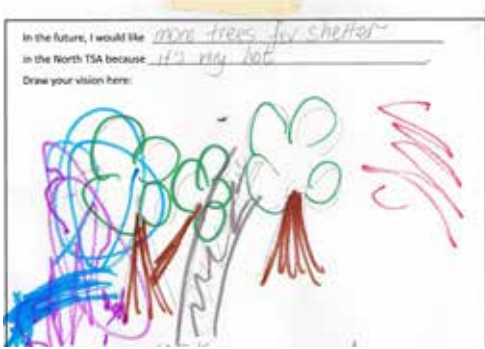 In the future, I would like more trees for shelter
in the North TSA because it's my hot
Draw your vision here: